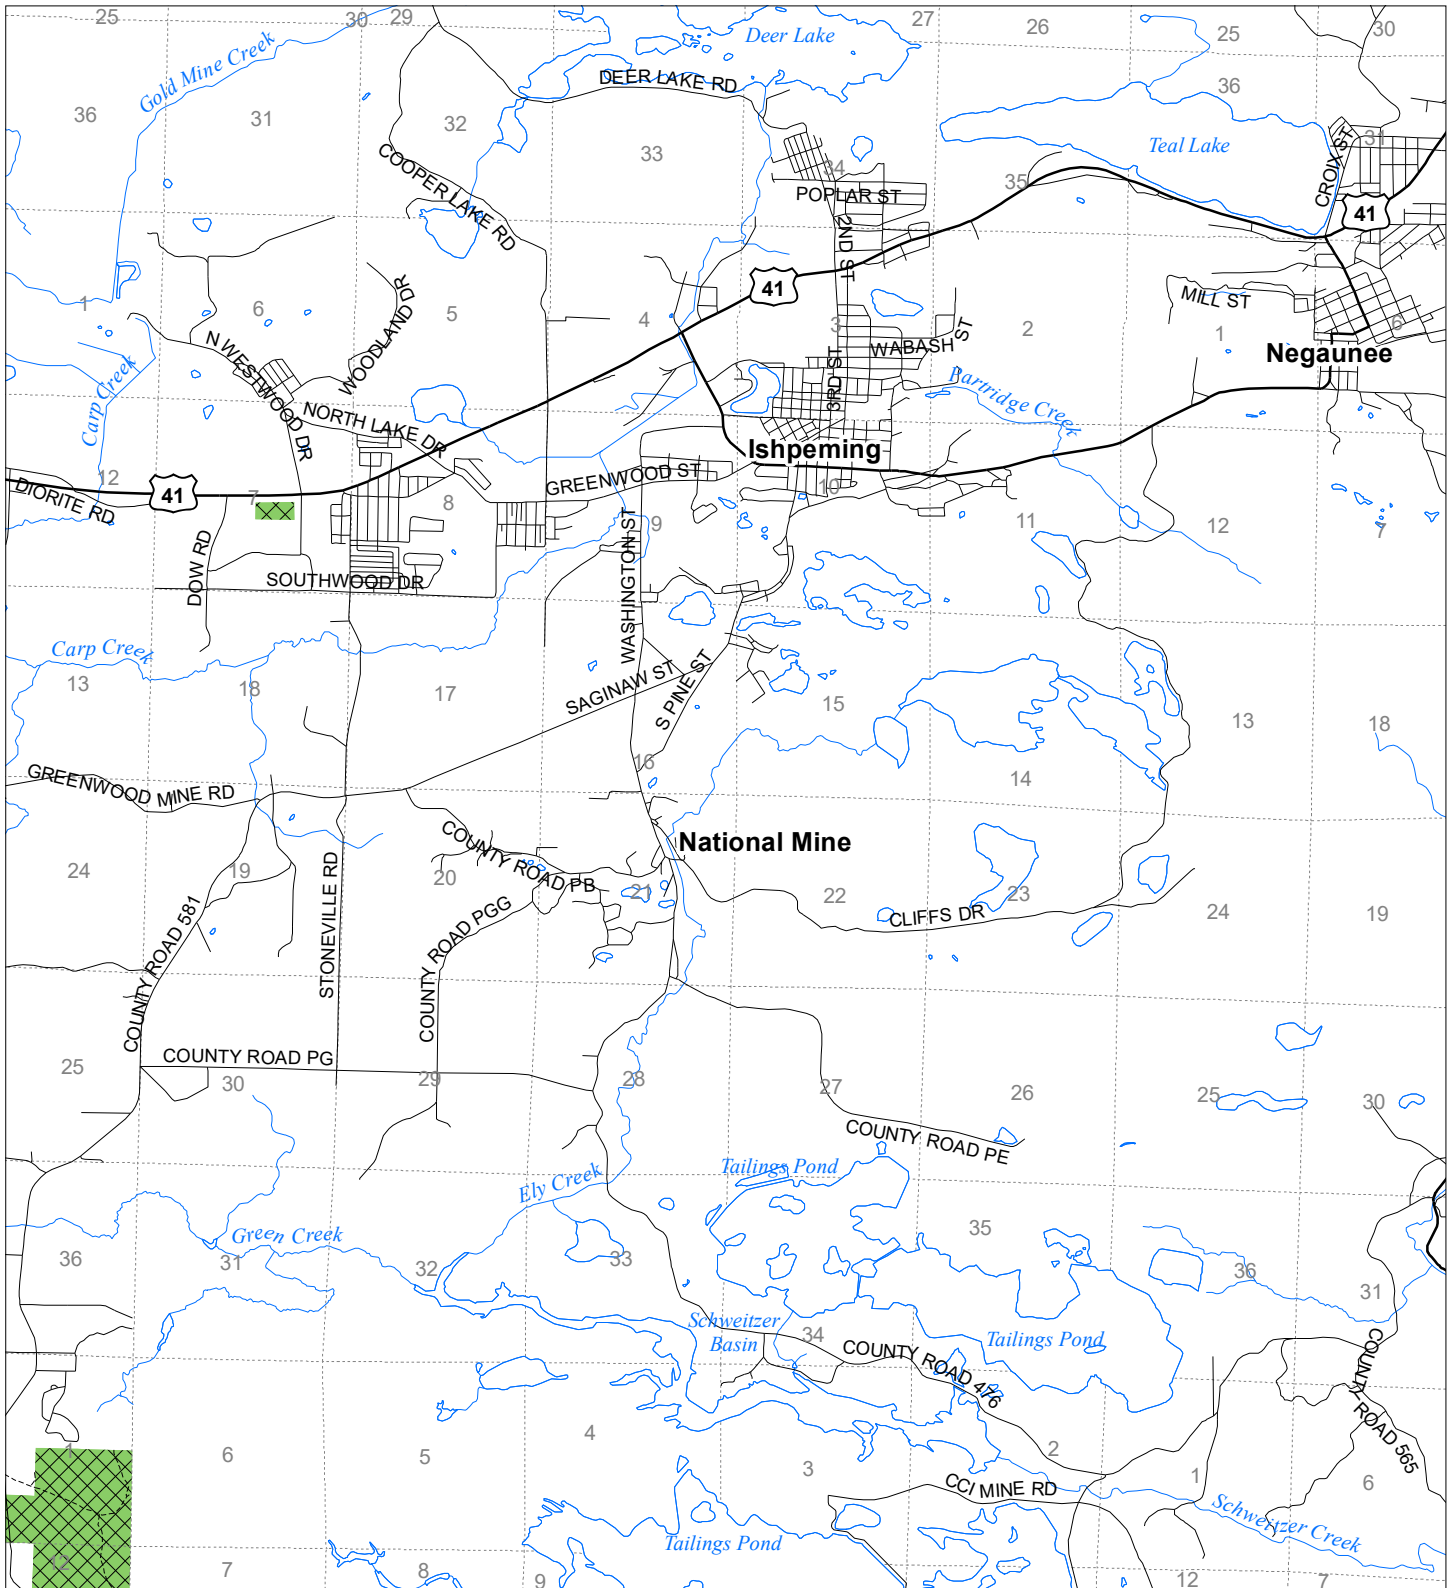 25
30
29
27
26
25
30
Deer Lake
Gold Mine Creek
DEER LAKE RD
36
31
32
33
34
35
36
31
Teal Lake
CROIX ST
COOPER LAKE RD
POPLAR ST
2ND ST
41
41
1
6
5
4
3
2
1
6
MILL ST
WOODLAND DR
N WESTWOOD DR
WABASH ST
3RD ST
Negaunee
Carp Creek
Partridge Creek
NORTH LAKE DR
Ishpeming
12
41
7
8
9
10
11
12
7
DIORITE RD
GREENWOOD ST
DOW RD
SOUTHWOOD DR
WASHINGTON ST
Carp Creek
13
18
17
16
15
14
13
18
SAGINAW ST
S PINE ST
GREENWOOD MINE RD
National Mine
COUNTY ROAD PB
24
19
20
21
22
23
24
19
CLIFFS DR
COUNTY ROAD 581
STONEVILLE RD
COUNTY ROAD PGG
COUNTY ROAD PG
25
30
29
28
27
26
25
30
COUNTY ROAD PE
Tailings Pond
Ely Creek
Green Creek
36
31
32
33
34
35
36
31
Schweitzer
Basin
Tailings Pond
COUNTY ROAD 476
COUNTY ROAD 565
1
6
5
4
3
2
1
6
CCI MINE RD
Schweitzer Creek
Tailings Pond
12
7
8
9
12
7